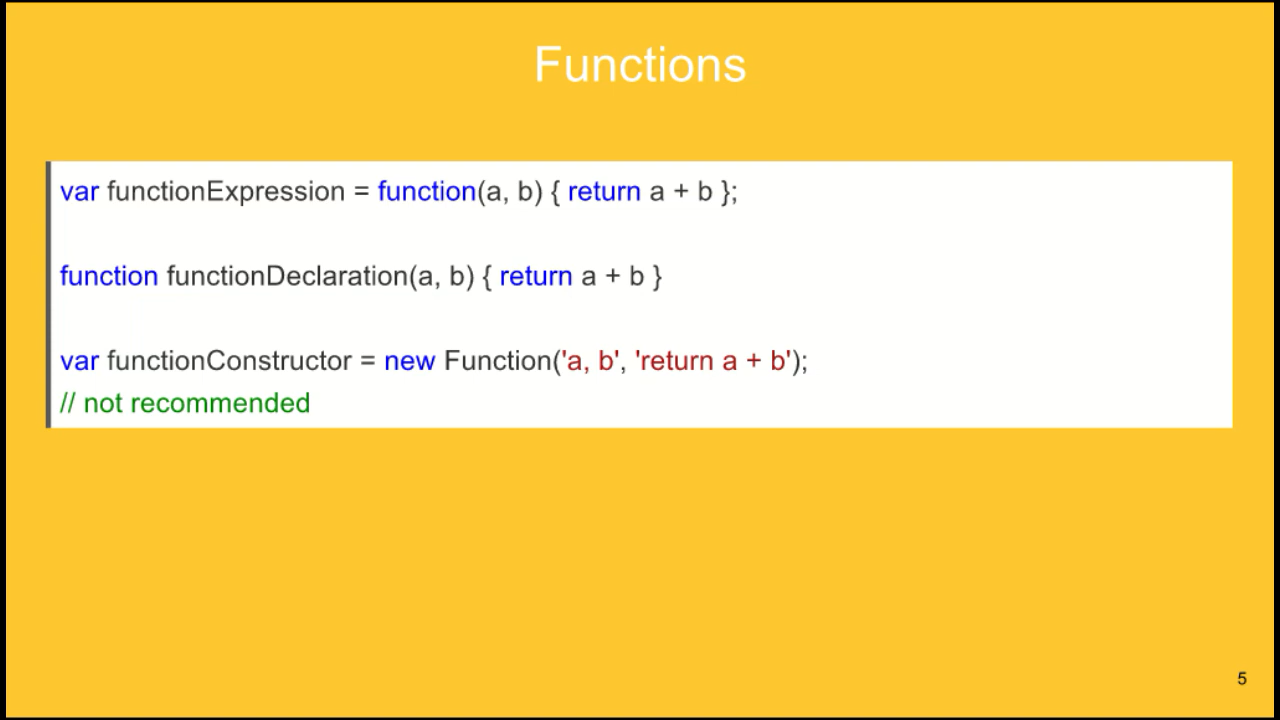 Functions
var functionExpression = function(a, b) { return a + b };
function functionDeclaration(a, b) { return a + b }
var functionConstructor = new Function('a, b', 'return a + b');
// not recommended
5